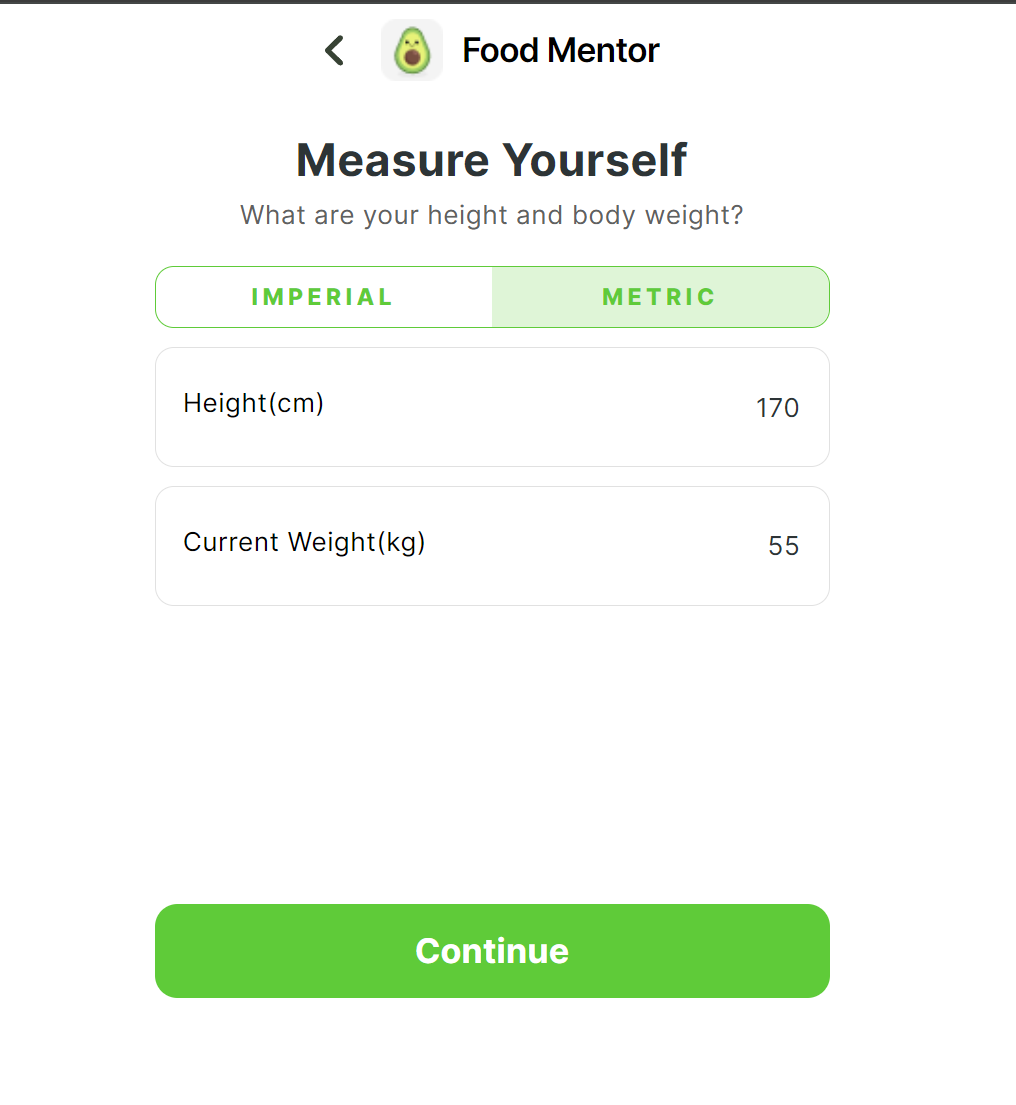 Food Mentor
Measure Yourself
What are your height and body weight?
IMPERIAL METRIC
Height(cm) 170
Current Weight(kg) 55
Continue